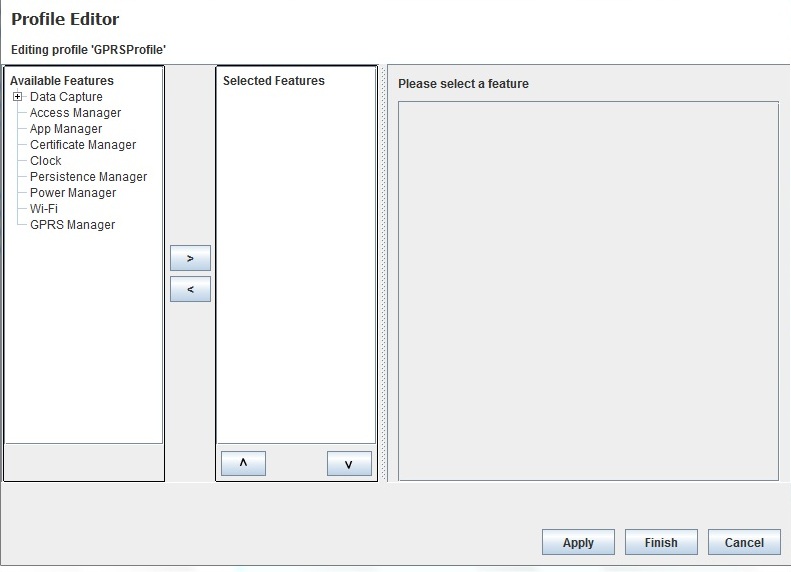 Profile Editor
Editing profile 'GPRSProfile'
Available Features
Data Capture
Access Manager
App Manager
Certificate Manager
Clock
Persistence Manager
Power Manager
Wi-Fi
GPRS Manager
>
<
Selected Features
^
v
Please select a feature
Apply
Finish
Cancel